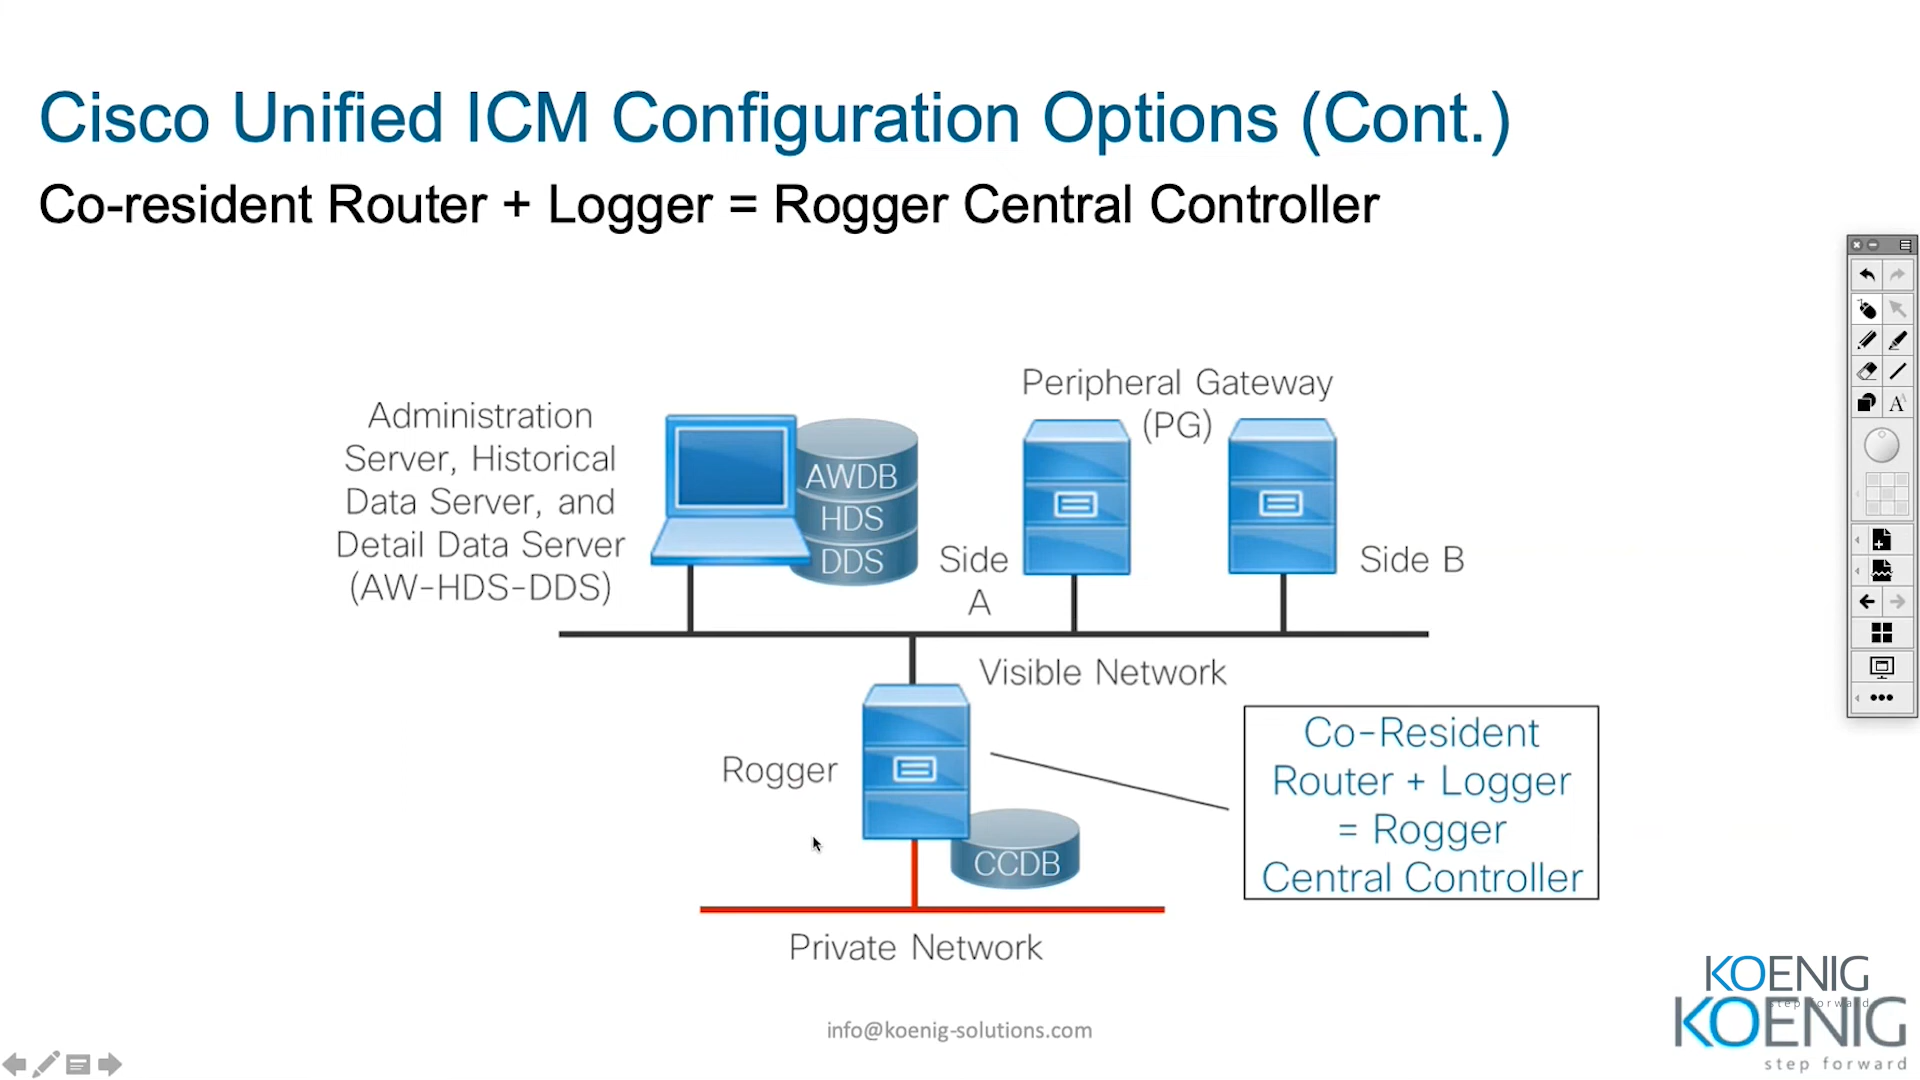 Cisco Unified ICM Configuration Options (Cont.)
Co-resident Router + Logger = Rogger Central Controller
Administration
Server, Historical
Data Server, and
Detail Data Server
(AW-HDS-DDS)
AWDB
HDS
DDS
Peripheral Gateway
(PG)
Side
A
Side B
Visible Network
Rogger
CCDB
Co-Resident
Router + Logger
= Rogger
Central Controller
Private Network
info@koenig-solutions.com
KOENIG
step forward
KOENIG
step forward
A